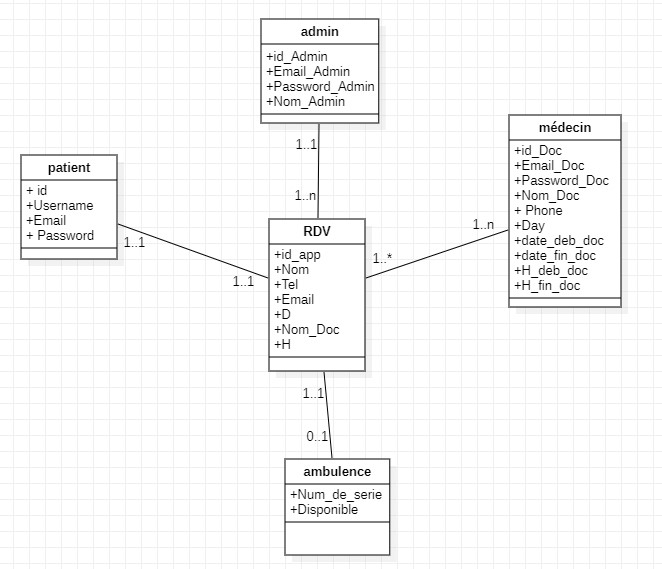 admin
+id_Admin
+Email_Admin
+Password_Admin
+Nom_Admin
1..1
1..n
patient
+ id
+Username
+Email
+ Password
1..1
1..1
RDV
+id_app
+Nom
+Tel
+Email
+D
+Nom_Doc
+H
médecin
+id_Doc
+Email_Doc
+Password_Doc
+Nom_Doc
+ Phone
+Day
+date_deb_doc
+date_fin_doc
+H_deb_doc
+H_fin_doc
1..n
1..*
1..1
0..1
ambulence
+Num_de_serie
+Disponible